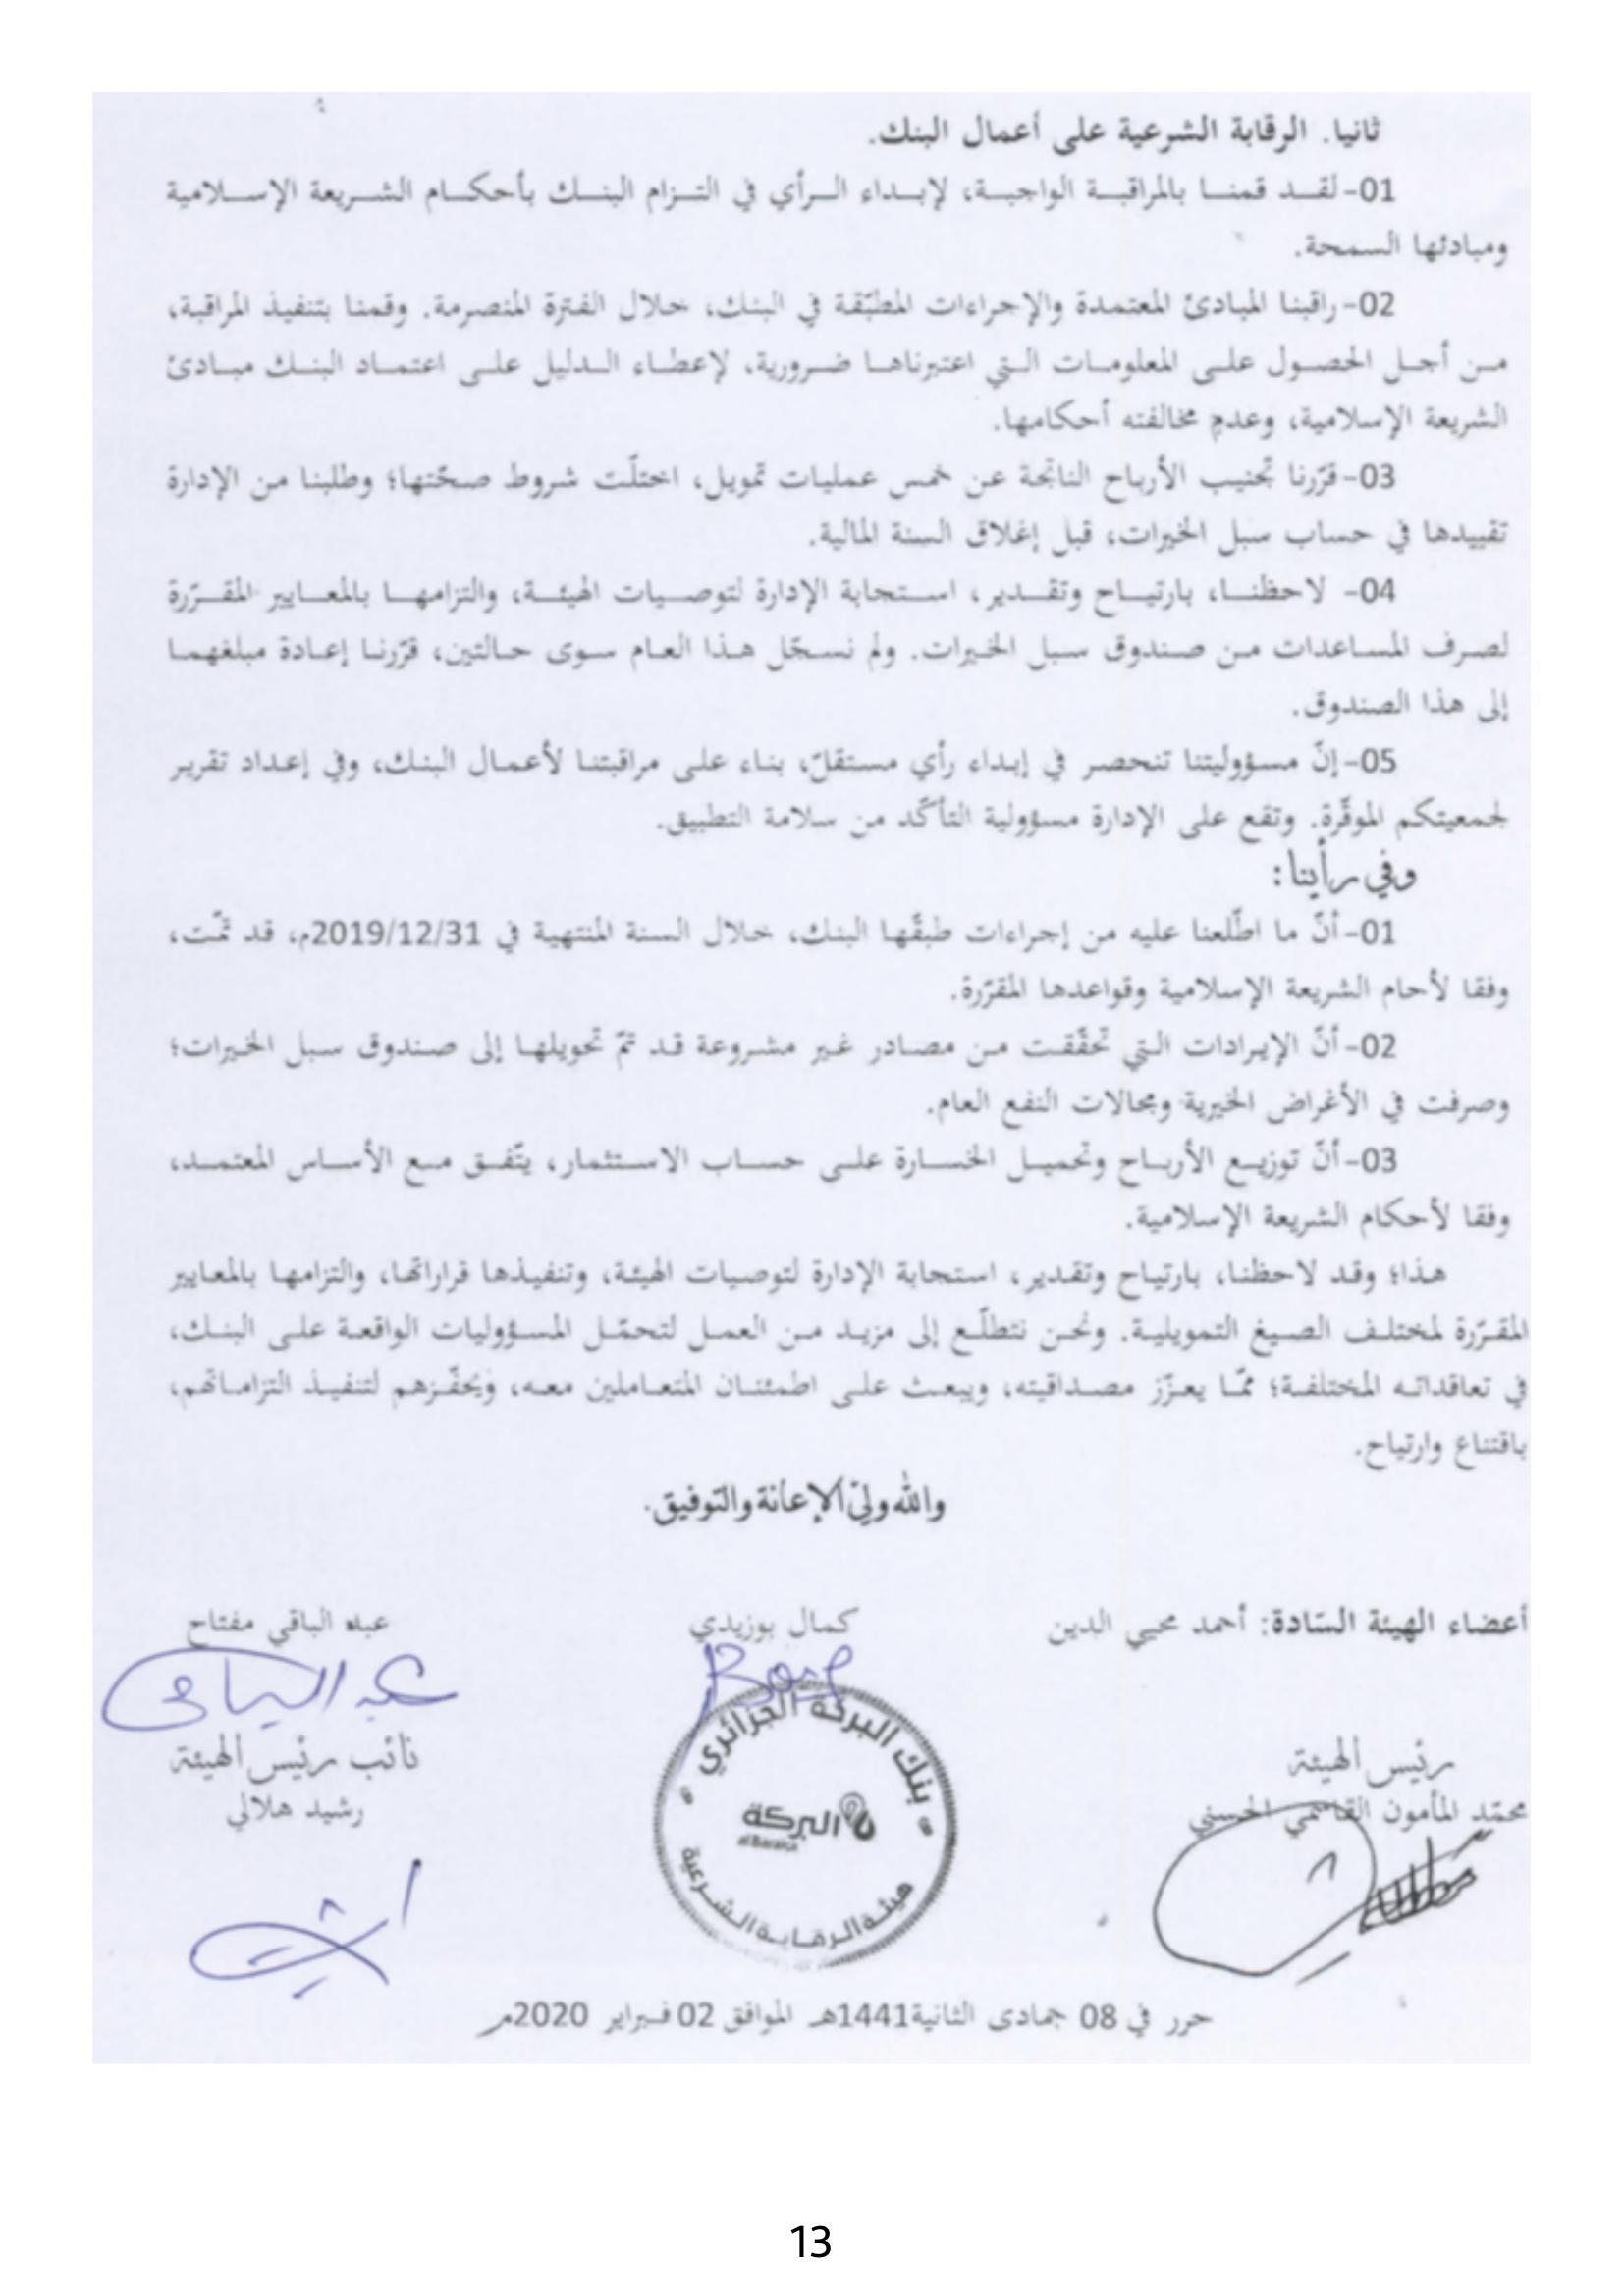 ثانيا. الرقابة الشرعية على أعمال البنك.
01- لقد قمنا بالمراقبة الواجبة، لإبداء الرأي في التزام البنك بأحكام الشريعة الإسلامية
ومبادئها السمحة.
02- راقبنا المبادئ المعتمدة والإجراءات المطبّقة في البنك، خلال الفترة المنصرمة. وقمنا بتنفيذ المراقبة،
من أجل الحصول على المعلومات التي اعتبرناها ضرورية، لإعطاء الدليل على اعتماد البنك مبادئ
الشريعة الإسلامية، وعدم مخالفته أحكامها.
03- قرّرنا تجنيب الأرباح الناتجة عن خمس عمليات تمويل، اختلّت شروط صحّتها؛ وطلبنا من الإدارة
تقييدها في حساب سبل الخيرات، قبل إغلاق السنة المالية.
04- لاحظنا، بارتياح وتقدير، استجابة الإدارة لتوصيات الهيئة، والتزامها بالمعايير المقرّرة
لصرف المساعدات من صندوق سبل الخيرات. ولم نسجّل هذا العام سوى حالتين، قرّرنا إعادة مبلغهما
إلى هذا الصندوق.
05- إنّ مسؤوليتنا تنحصر في إبداء رأي مستقلّ، بناء على مراقبتنا لأعمال البنك، وفي إعداد تقرير
لجمعيتكم الموقّرة. وتقع على الإدارة مسؤولية التأكّد من سلامة التطبيق.
وفي رأينا:
01- أنّ ما اطّلعنا عليه من إجراءات طبقّها البنك، خلال السنة المنتهية في 2019/12/31م، قد تمّت،
وفقا لأحام الشريعة الإسلامية وقواعدها المقرّرة.
02- أنّ الإيرادات التي تحقّقت من مصادر غير مشروعة قد تمّ تحويلها إلى صندوق سبل الخيرات؛
وصرفت في الأغراض الخيرية ومجالات النفع العام.
03- أنّ توزيع الأرباح وتحميل الخسارة على حساب الاستثمار، يتّفق مع الأساس المعتمد،
وفقا لأحكام الشريعة الإسلامية.
هذا؛ وقد لاحظنا، بارتياح وتقدير، استجابة الإدارة لتوصيات الهيئة، وتنفيذها قراراتها، والتزامها بالمعايير
المقرّرة لمختلف الصيغ التمويلية. ونحن نتطلّع إلى مزيد من العمل لتحمّل المسؤوليات الواقعة على البنك،
في تعاقداته المختلفة؛ ممّا يعزّز مصداقيته، ويبعث على اطمئنان المتعاملين معه، ويحفّزهم لتنفيذ التزاماتهم،
باقتناع وارتياح.
والله وليّ الإعانة والتوفيق.
أعضاء الهيئة السّادة: أحمد محيي الدين كمال بوزيدي عبد الباقي مفتاح
عبد الباقي
رئيس الهيئة نائب رئيس الهيئة
محمّد المأمون القاسمي الحسني رشيد هلالي
بنك البركة الجزائري
البركة
al Baraka
هيئة الرقابة الشرعية
حرر في 08 جمادى الثانية 1441هـ الموافق 02 فبراير 2020م
13